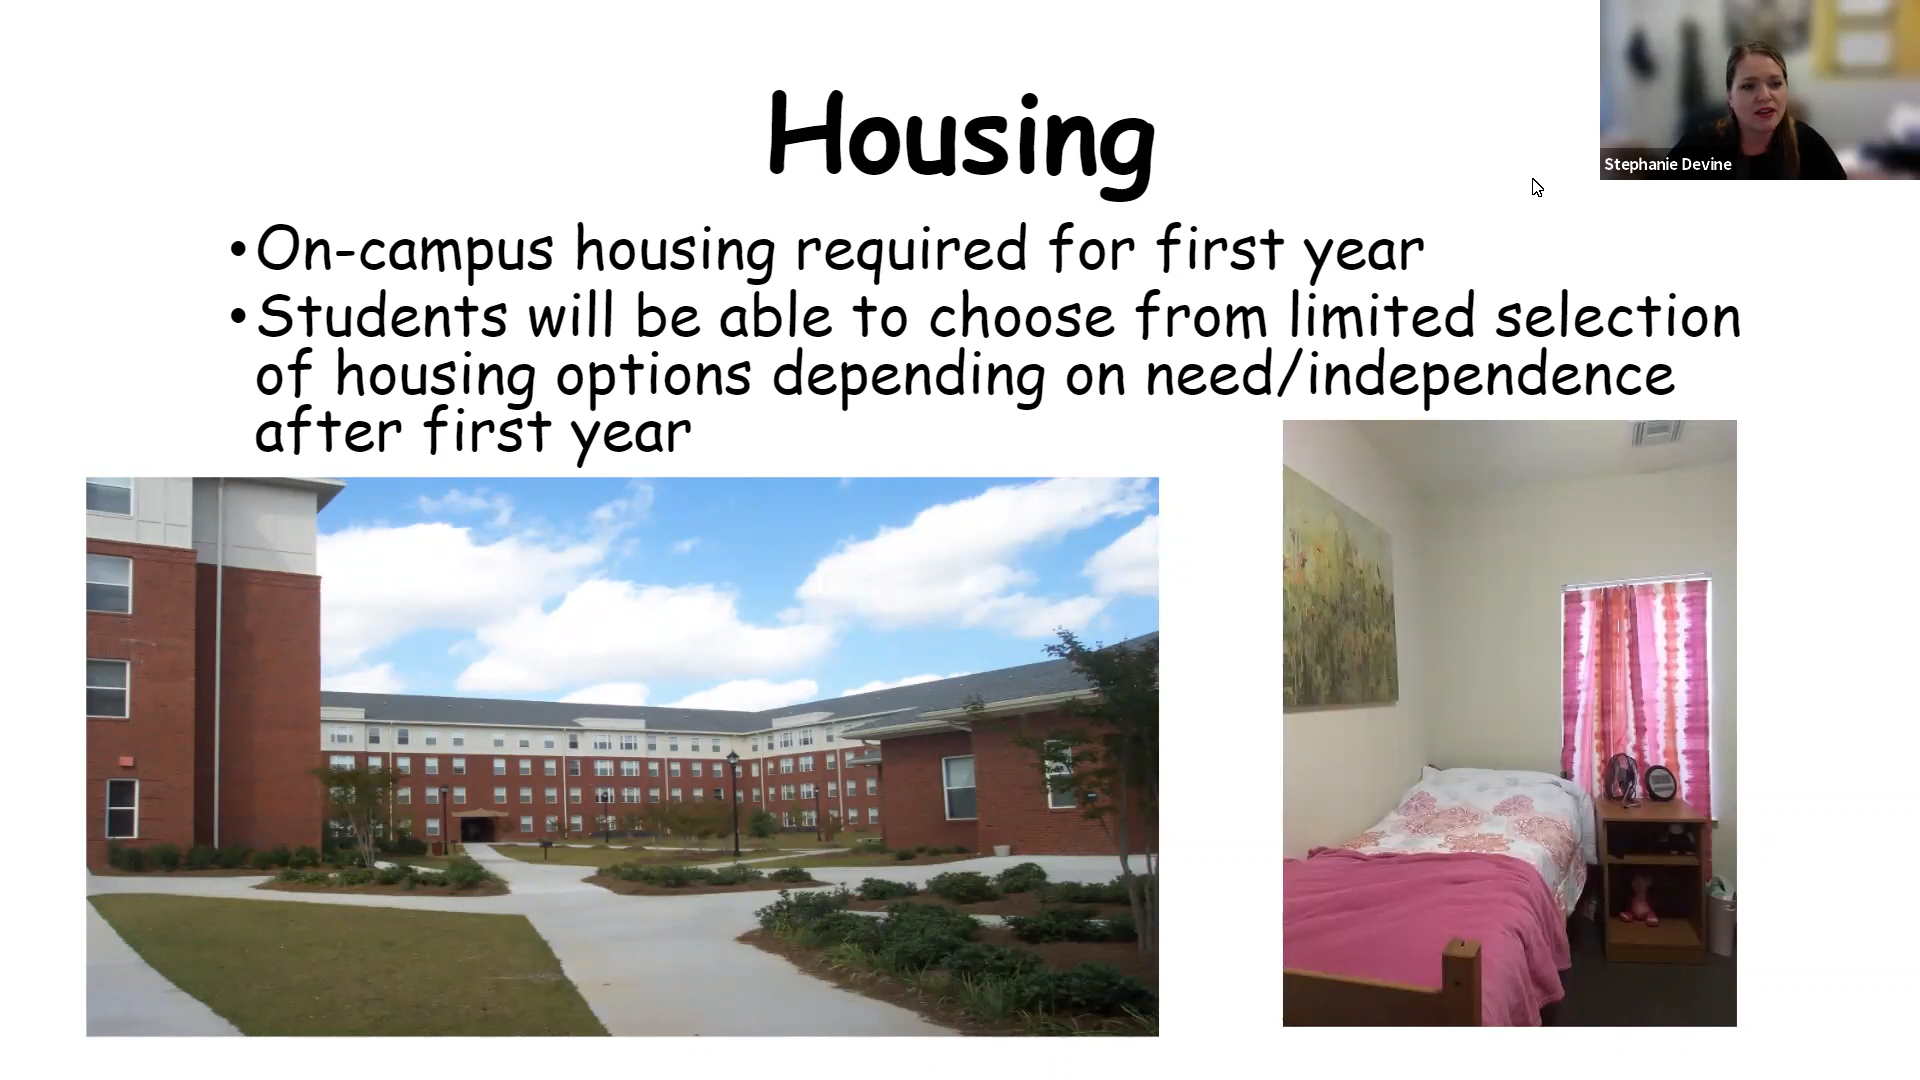 Housing
Stephanie Devine
• On-campus housing required for first year
• Students will be able to choose from limited selection
of housing options depending on need/independence
after first year